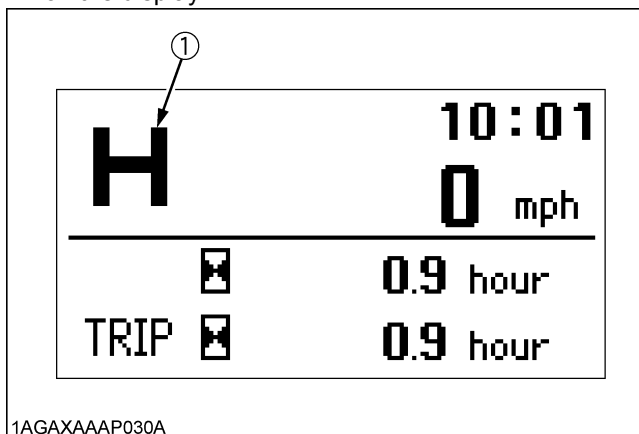 ①
H
10:01
0 mph
0.9 hour
TRIP 0.9 hour
1AGAXAAAP030A